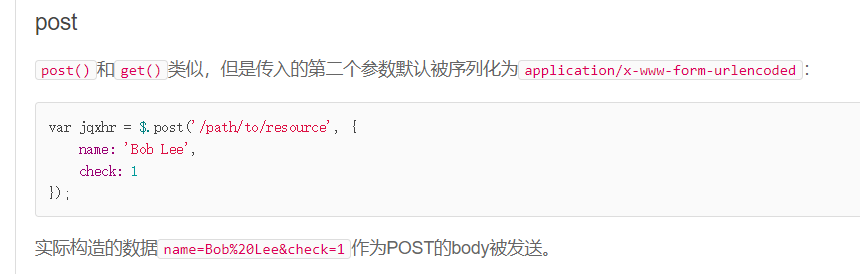 post
post()和get()类似，但是传入的第二个参数默认被序列化为application/x-www-form-urlencoded：
var jqxhr = $.post('/path/to/resource', {
    name: 'Bob Lee',
    check: 1
});
实际构造的数据name=Bob%20Lee&check=1作为POST的body被发送。